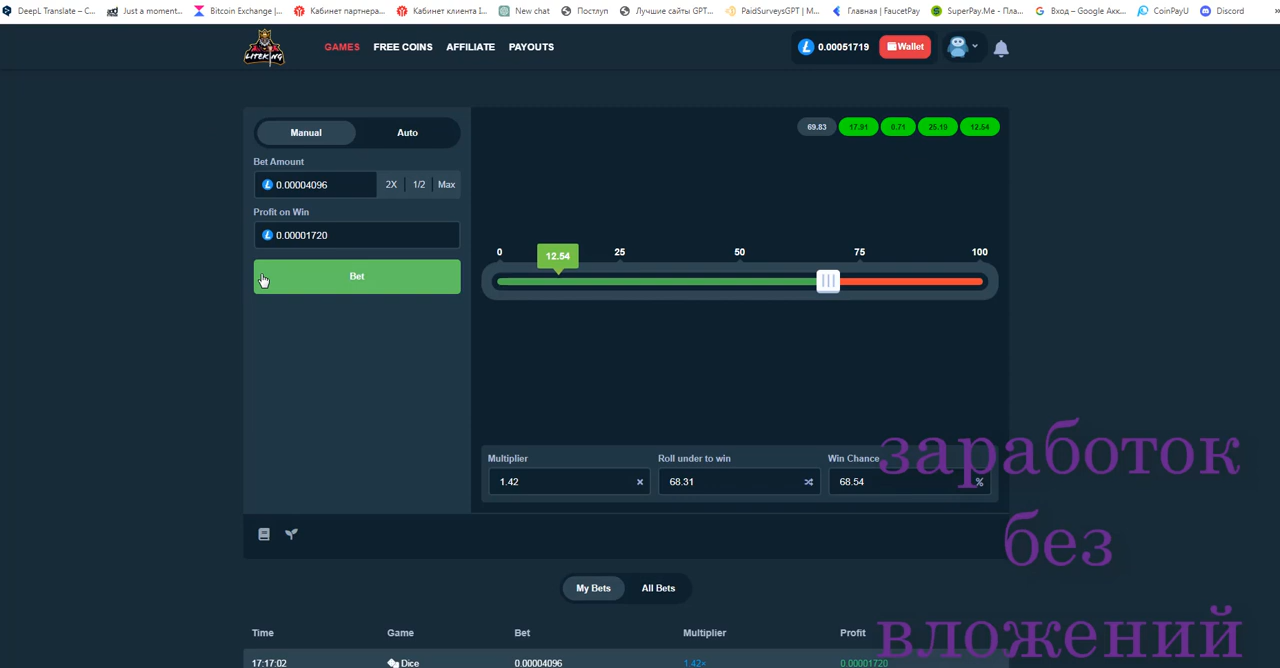 DeepL Translate – C... Just a moment... Bitcoin Exchange |... Кабинет партнера... Кабинет клиента I... New chat Постлуп Лучшие сайты GPT... PaidSurveysGPT | M... Главная | FaucetPay SuperPay.Me - Пла... Вход – Google Акк... CoinPayU Discord »
LITEKING GAMES FREE COINS AFFILIATE PAYOUTS 0.00051719 Wallet
Manual Auto
69.83 17.91 0.71 25.19 12.54
Bet Amount
0.00004096 2X 1/2 Max
Profit on Win
0.00001720
Bet
0 25 50 75 100
12.54
Multiplier Roll under to win Win Chance
1.42 68.31 68.54 %
заработок
без
вложений
My Bets All Bets
Time Game Bet Multiplier Profit
17:17:02 Dice 0.00004096 1.42× 0.00001720